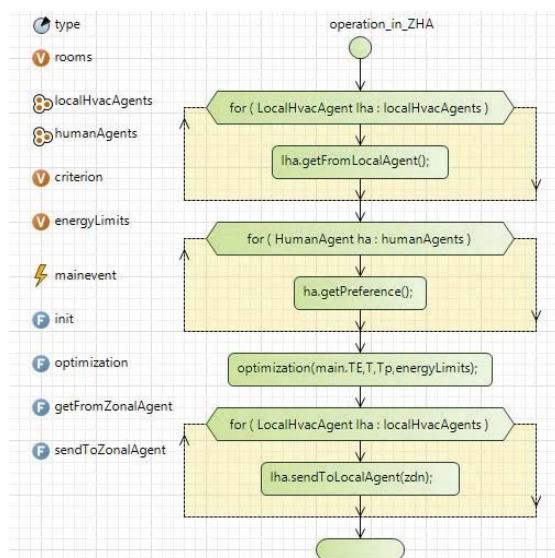 type
rooms
localHvacAgents
humanAgents
criterion
energyLimits
mainevent
init
optimization
getFromZonalAgent
sendToZonalAgent
operation_in_ZHA
for ( LocalHvacAgent lha : localHvacAgents )
lha.getFromLocalAgent();
for ( HumanAgent ha : humanAgents )
ha.getPreference();
optimization(main.TE,T,Tp,energyLimits);
for ( LocalHvacAgent lha : localHvacAgents )
lha.sendToLocalAgent(zdn);